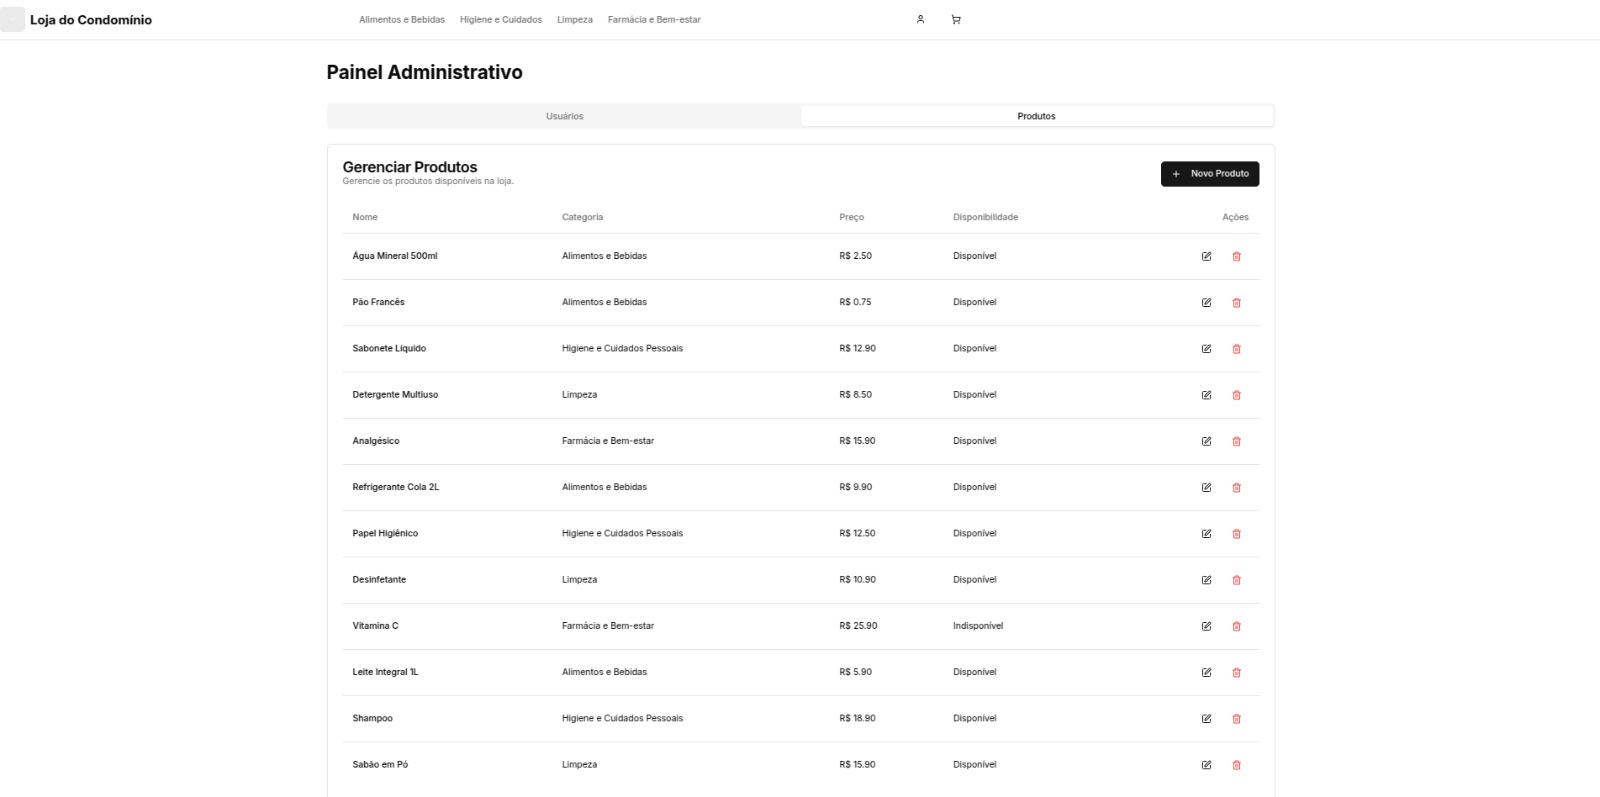 Loja do Condomínio Alimentos e Bebidas Higiene e Cuidados Limpeza Farmácia e Bem-estar
Painel Administrativo
Usuários Produtos
Gerenciar Produtos
Gerencie os produtos disponíveis na loja.
+ Novo Produto
Nome Categoria Preço Disponibilidade Ações
Água Mineral 500ml Alimentos e Bebidas R$ 2.50 Disponível
Pão Francês Alimentos e Bebidas R$ 0.75 Disponível
Sabonete Líquido Higiene e Cuidados Pessoais R$ 12.90 Disponível
Detergente Multiuso Limpeza R$ 8.50 Disponível
Analgésico Farmácia e Bem-estar R$ 15.90 Disponível
Refrigerante Cola 2L Alimentos e Bebidas R$ 9.90 Disponível
Papel Higiênico Higiene e Cuidados Pessoais R$ 12.50 Disponível
Desinfetante Limpeza R$ 10.90 Disponível
Vitamina C Farmácia e Bem-estar R$ 25.90 Indisponível
Leite Integral 1L Alimentos e Bebidas R$ 5.90 Disponível
Shampoo Higiene e Cuidados Pessoais R$ 18.90 Disponível
Sabão em Pó Limpeza R$ 15.90 Disponível